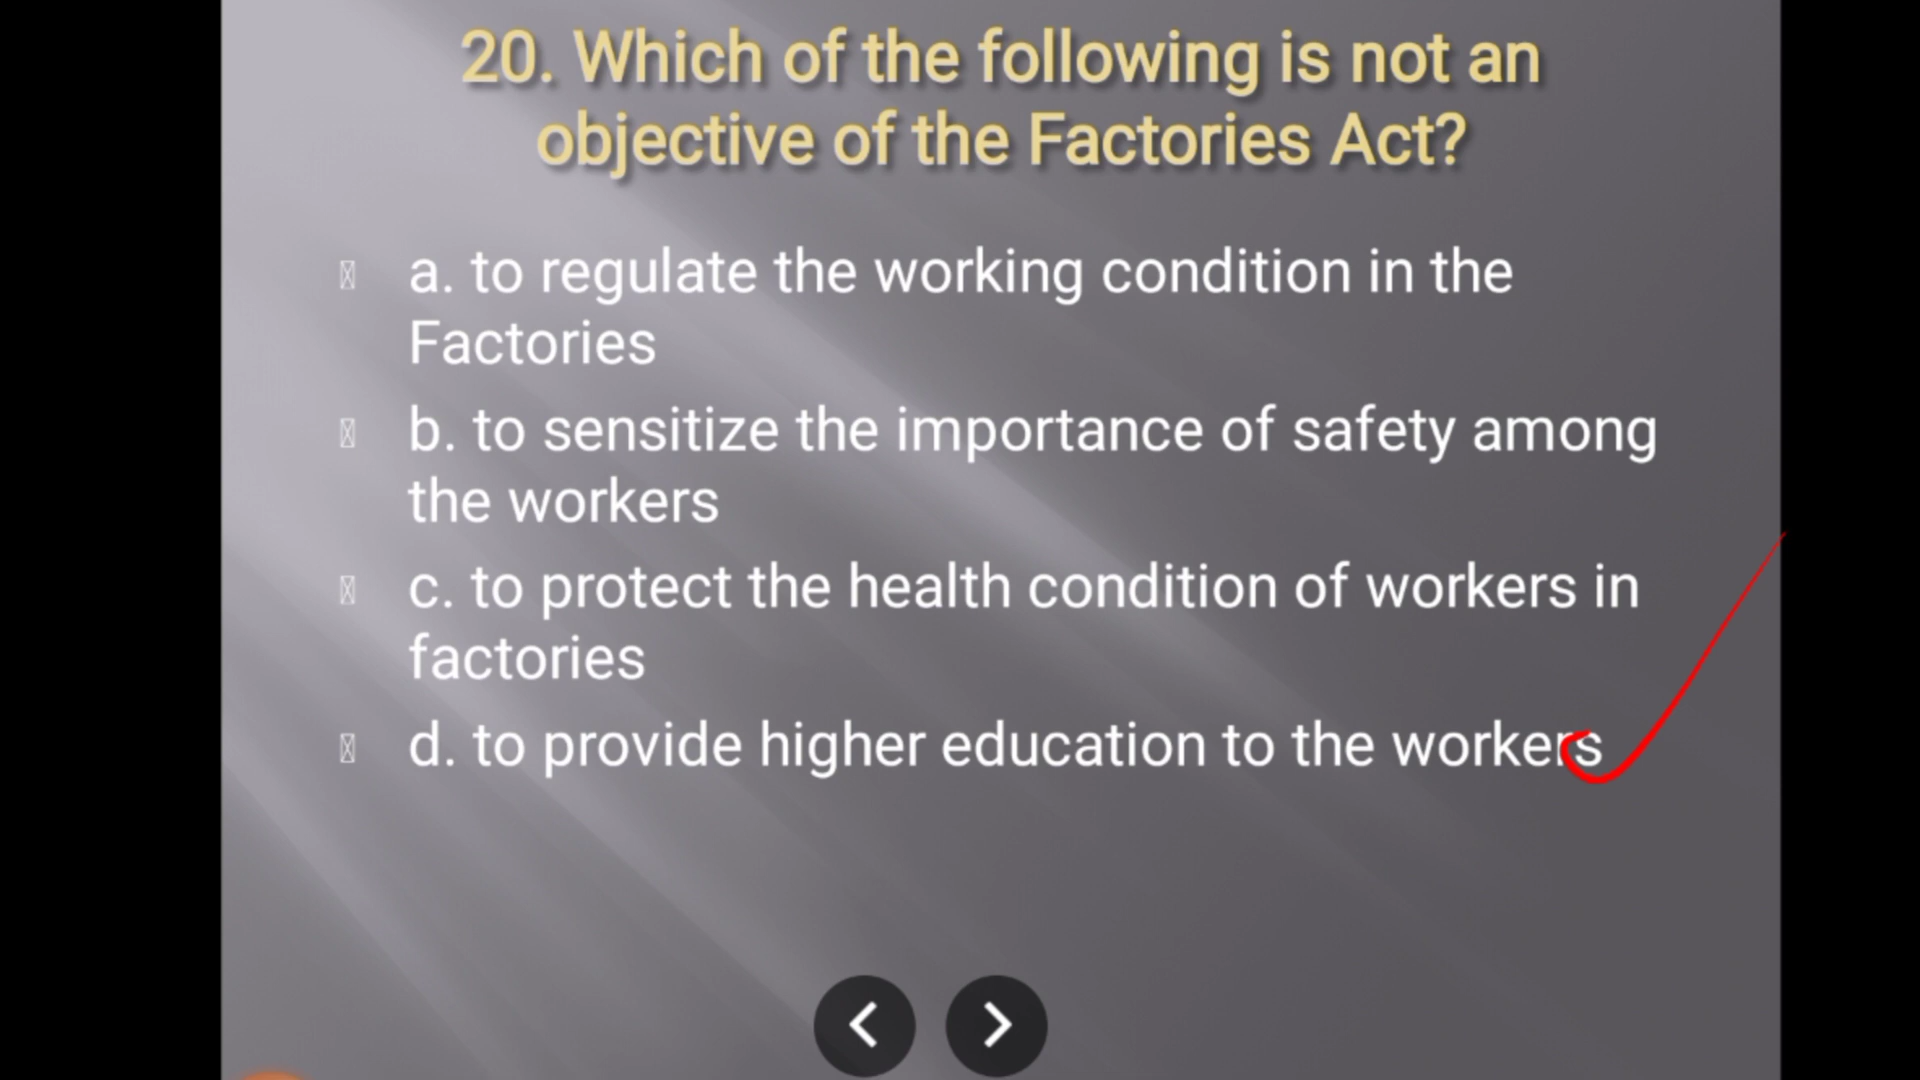 20. Which of the following is not an
objective of the Factories Act?
a. to regulate the working condition in the
Factories
b. to sensitize the importance of safety among
the workers
c. to protect the health condition of workers in
factories
d. to provide higher education to the workers